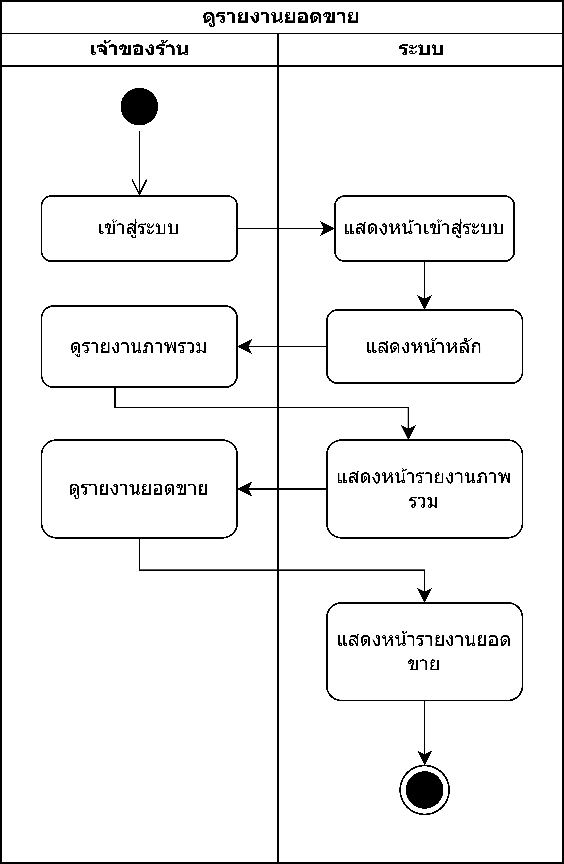 ดูรายงานยอดขาย
เจ้าของร้าน
ระบบ
เข้าสู่ระบบ
แสดงหน้าเข้าสู่ระบบ
ดูรายงานภาพรวม
แสดงหน้าหลัก
ดูรายงานยอดขาย
แสดงหน้ารายงานภาพ
รวม
แสดงหน้ารายงานยอด
ขาย